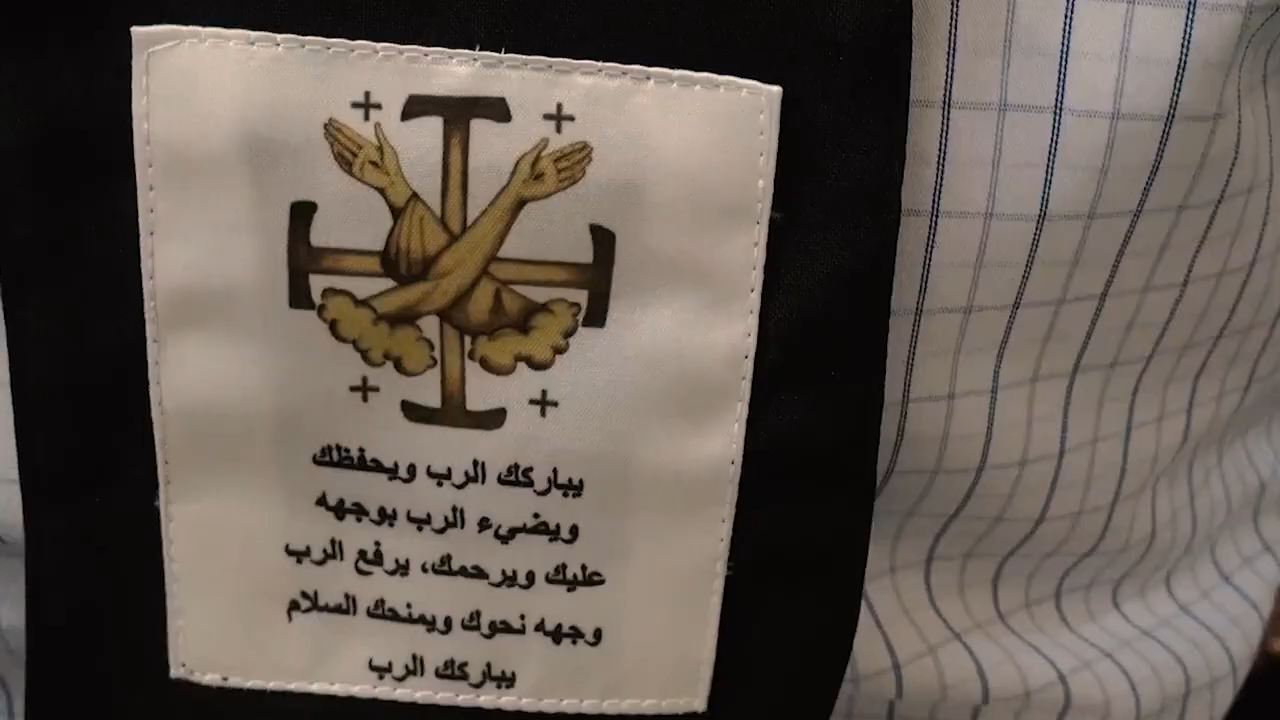 يباركك الرب ويحفظك
ويضيء الرب بوجهه
عليك ويرحمك، يرفع الرب
وجهه نحوك ويمنحك السلام
يباركك الرب